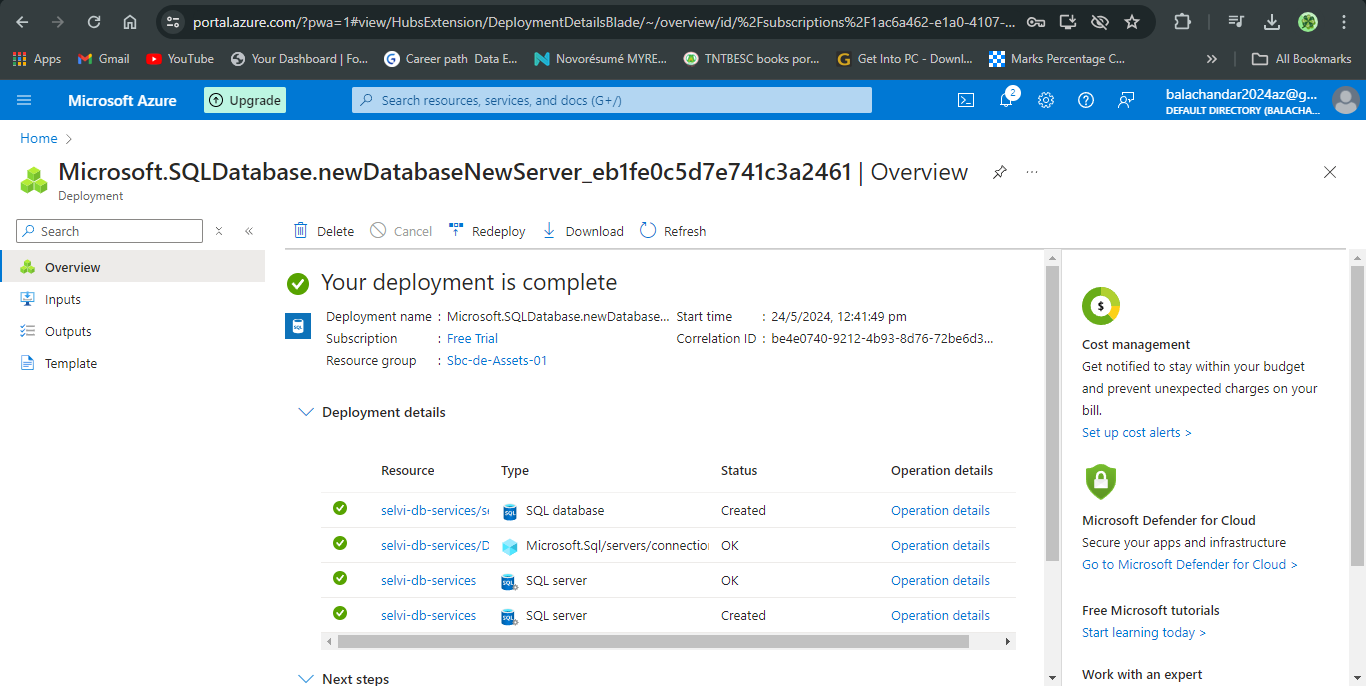 portal.azure.com/?pwa=1#view/HubsExtension/DeploymentDetailsBlade/~/overview/id/%2Fsubscriptions%2F1ac6a462-e1a0-4107-...
Apps Gmail YouTube Your Dashboard | Fo... Career path Data E... Novorésumé MYRE... TNTBESC books por... Get Into PC - Downl... Marks Percentage C... » All Bookmarks
Microsoft Azure Upgrade Search resources, services, and docs (G+/) 2 balachandar2024az@g...
DEFAULT DIRECTORY (BALACHA...
Home >
Microsoft.SQLDatabase.newDatabaseNewServer_eb1fe0c5d7e741c3a2461 | Overview ...
Deployment
Search «
Delete Cancel Redeploy Download Refresh
Overview
Inputs
Outputs
Template
Your deployment is complete
Deployment name : Microsoft.SQLDatabase.newDatabase... Start time : 24/5/2024, 12:41:49 pm
Subscription : Free Trial Correlation ID : be4e0740-9212-4b93-8d76-72be6d3...
Resource group : Sbc-de-Assets-01
Deployment details
Resource Type Status Operation details
selvi-db-services/se SQL database Created Operation details
selvi-db-services/D Microsoft.Sql/servers/connection OK Operation details
selvi-db-services SQL server OK Operation details
selvi-db-services SQL server Created Operation details
Next steps
$
Cost management
Get notified to stay within your budget
and prevent unexpected charges on your
bill.
Set up cost alerts >
Microsoft Defender for Cloud
Secure your apps and infrastructure
Go to Microsoft Defender for Cloud >
Free Microsoft tutorials
Start learning today >
Work with an expert